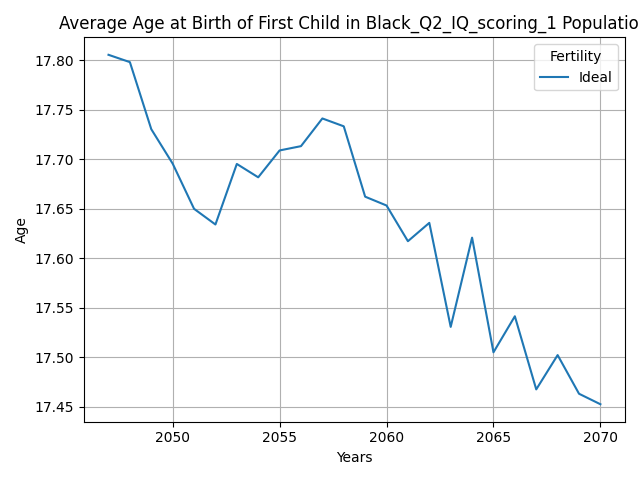 Average Age at Birth of First Child in Black_Q2_IQ_scoring_1 Populatio
Fertility
Ideal
17.80
17.75
17.70
17.65
17.60
17.55
17.50
17.45
Age
2050 2055 2060 2065 2070
Years